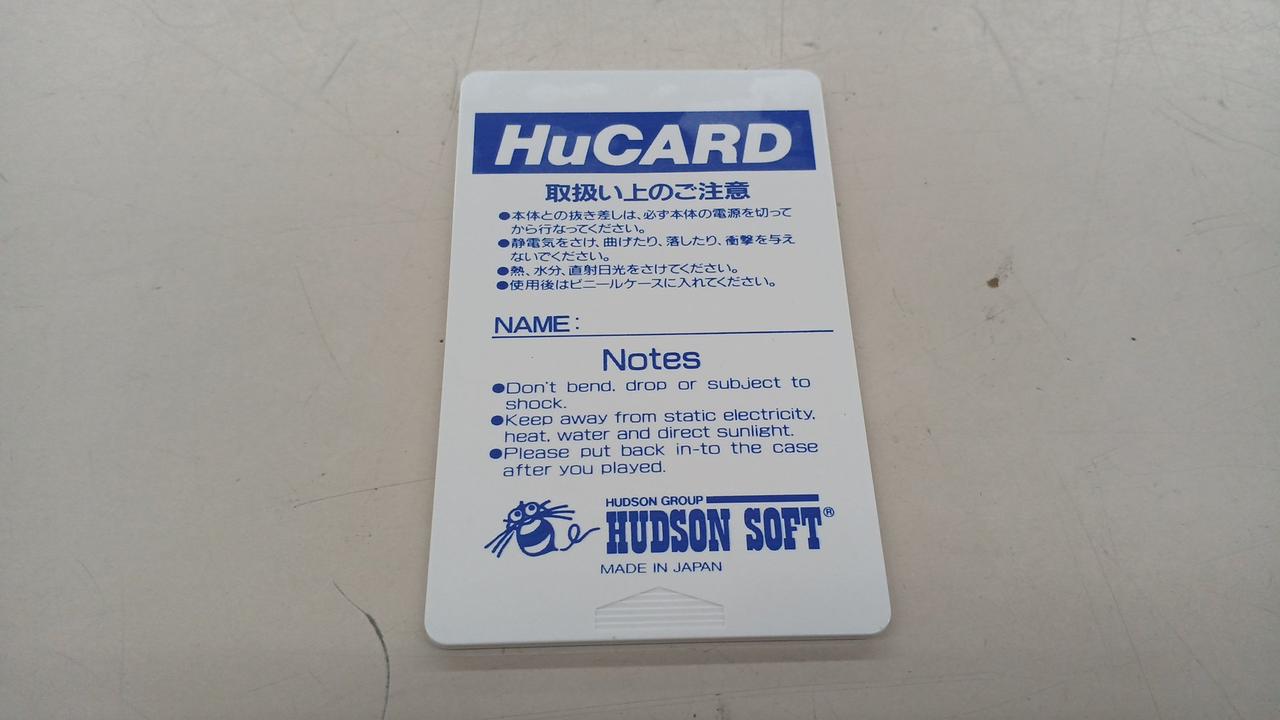 HuCARD
取扱い上のご注意
●本体との抜き差しは、必ず本体の電源を切って
から行なってください。
●静電気をさけ、曲げたり、落したり、衝撃を与え
ないでください。
●熱、水分、直射日光をさけてください。
●使用後はビニールケースに入れてください。
NAME:
Notes
●Don't bend, drop or subject to
shock.
●Keep away from static electricity,
heat, water and direct sunlight.
●Please put back in-to the case
after you played.
HUDSON GROUP
HUDSON SOFT®
MADE IN JAPAN